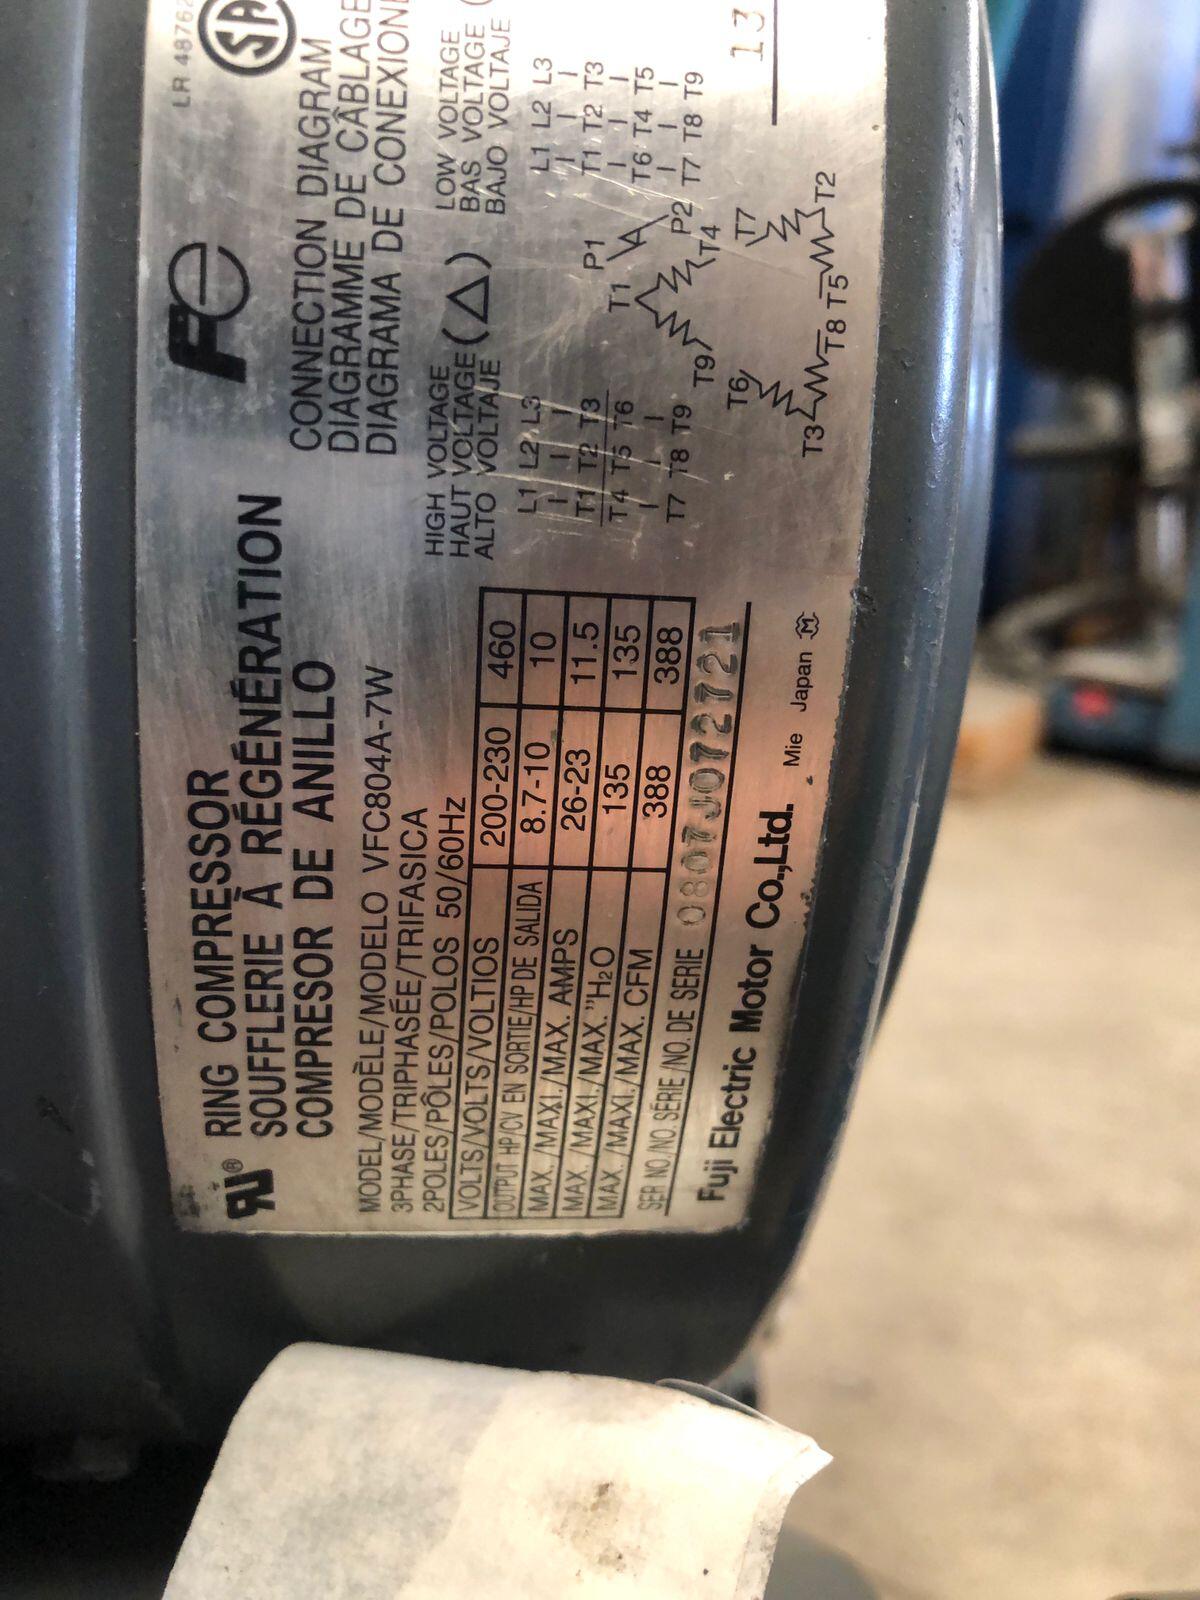 RU®
RING COMPRESSOR
SOUFFLERIE À RÉGÉNÉRATION
COMPRESOR DE ANILLO
MODEL/MODÈLE/MODELO VFC804A-7W
3PHASE/TRIPHASÉE/TRIFASICA
2POLES/PÔLES/POLOS 50/60Hz
VOLTS/VOLTS/VOLTIOS 200-230 460
OUTPUT HP/CV EN SORTIE/HP DE SALIDA 8.7-10 10
MAX./MAXI./MAX. AMPS 26-23 11.5
MAX./MAXI./MAX. "H2O 135 135
MAX./MAXI./MAX. CFM 388 388
SER NO./NO. SÉRIE/NO. DE SERIE 0807J072721
Fuji Electric Motor Co.,Ltd. Mie Japan M
Fe
LR 48762
SA
CONNECTION DIAGRAM
DIAGRAMME DE CÂBLAGE
DIAGRAMA DE CONEXION
HIGH VOLTAGE
HAUT VOLTAGE (△)
ALTO VOLTAJE
L1 L2 L3
T1 T2 T3
T4 T5 T6
T7 T8 T9
LOW VOLTAGE
BAS VOLTAGE (
BAJO VOLTAJE
L1 L2 L3
T1 T2 T3
T6 T4 T5
T7 T8 T9
P1
T1
P2
T9 T4
T6 T7
T3 T8 T5 T2
13